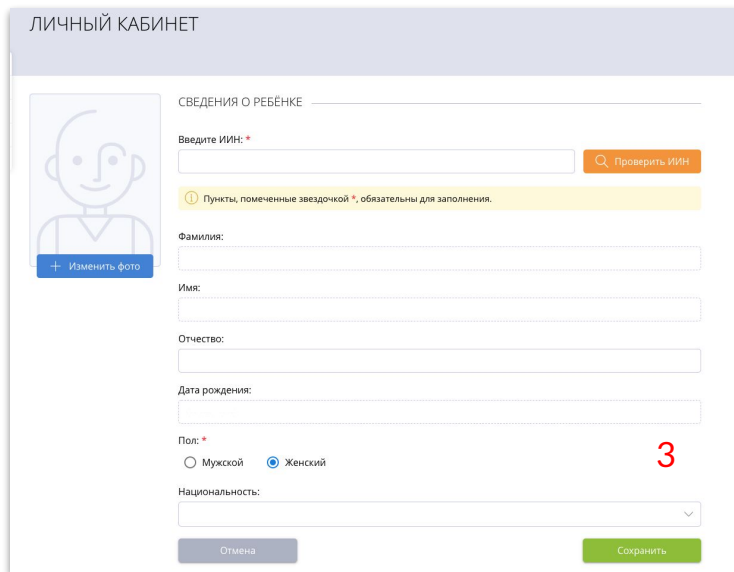 ЛИЧНЫЙ КАБИНЕТ
СВЕДЕНИЯ О РЕБЁНКЕ
Введите ИИН: *
Проверить ИИН
Пункты, помеченные звездочкой *, обязательны для заполнения.
Фамилия:
+ Изменить фото
Имя:
Отчество:
Дата рождения:
Пол: *
Мужской Женский
3
Национальность:
Отмена Сохранить